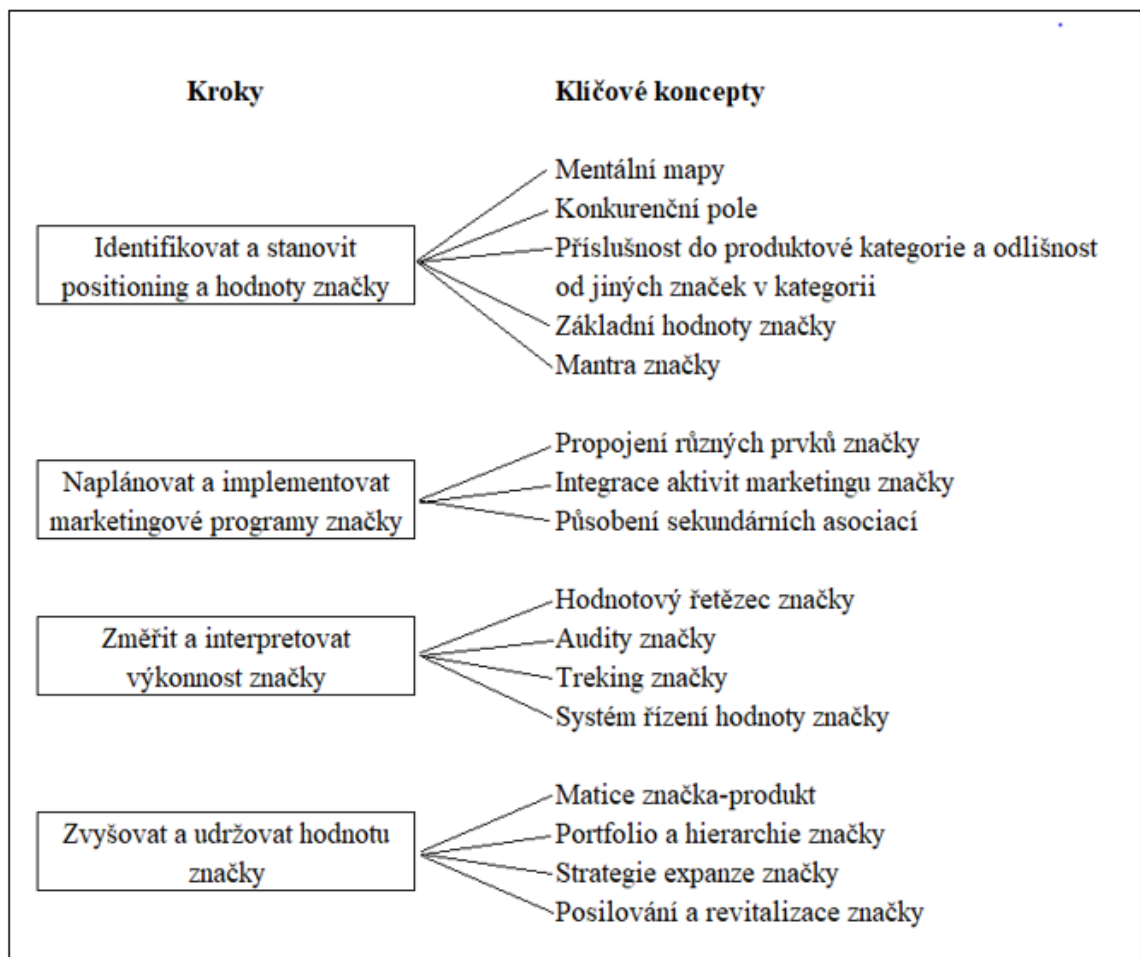 Kroky
Klíčové koncepty
Identifikovat a stanovit
positioning a hodnoty značky
Mentální mapy
Konkurenční pole
Příslušnost do produktové kategorie a odlišnost
od jiných značek v kategorii
Základní hodnoty značky
Mantra značky
Naplánovat a implementovat
marketingové programy značky
Propojení různých prvků značky
Integrace aktivit marketingu značky
Působení sekundárních asociací
Změřit a interpretovat
výkonnost značky
Hodnotový řetězec značky
Audity značky
Treking značky
Systém řízení hodnoty značky
Zvyšovat a udržovat hodnotu
značky
Matice značka-produkt
Portfolio a hierarchie značky
Strategie expanze značky
Posilování a revitalizace značky